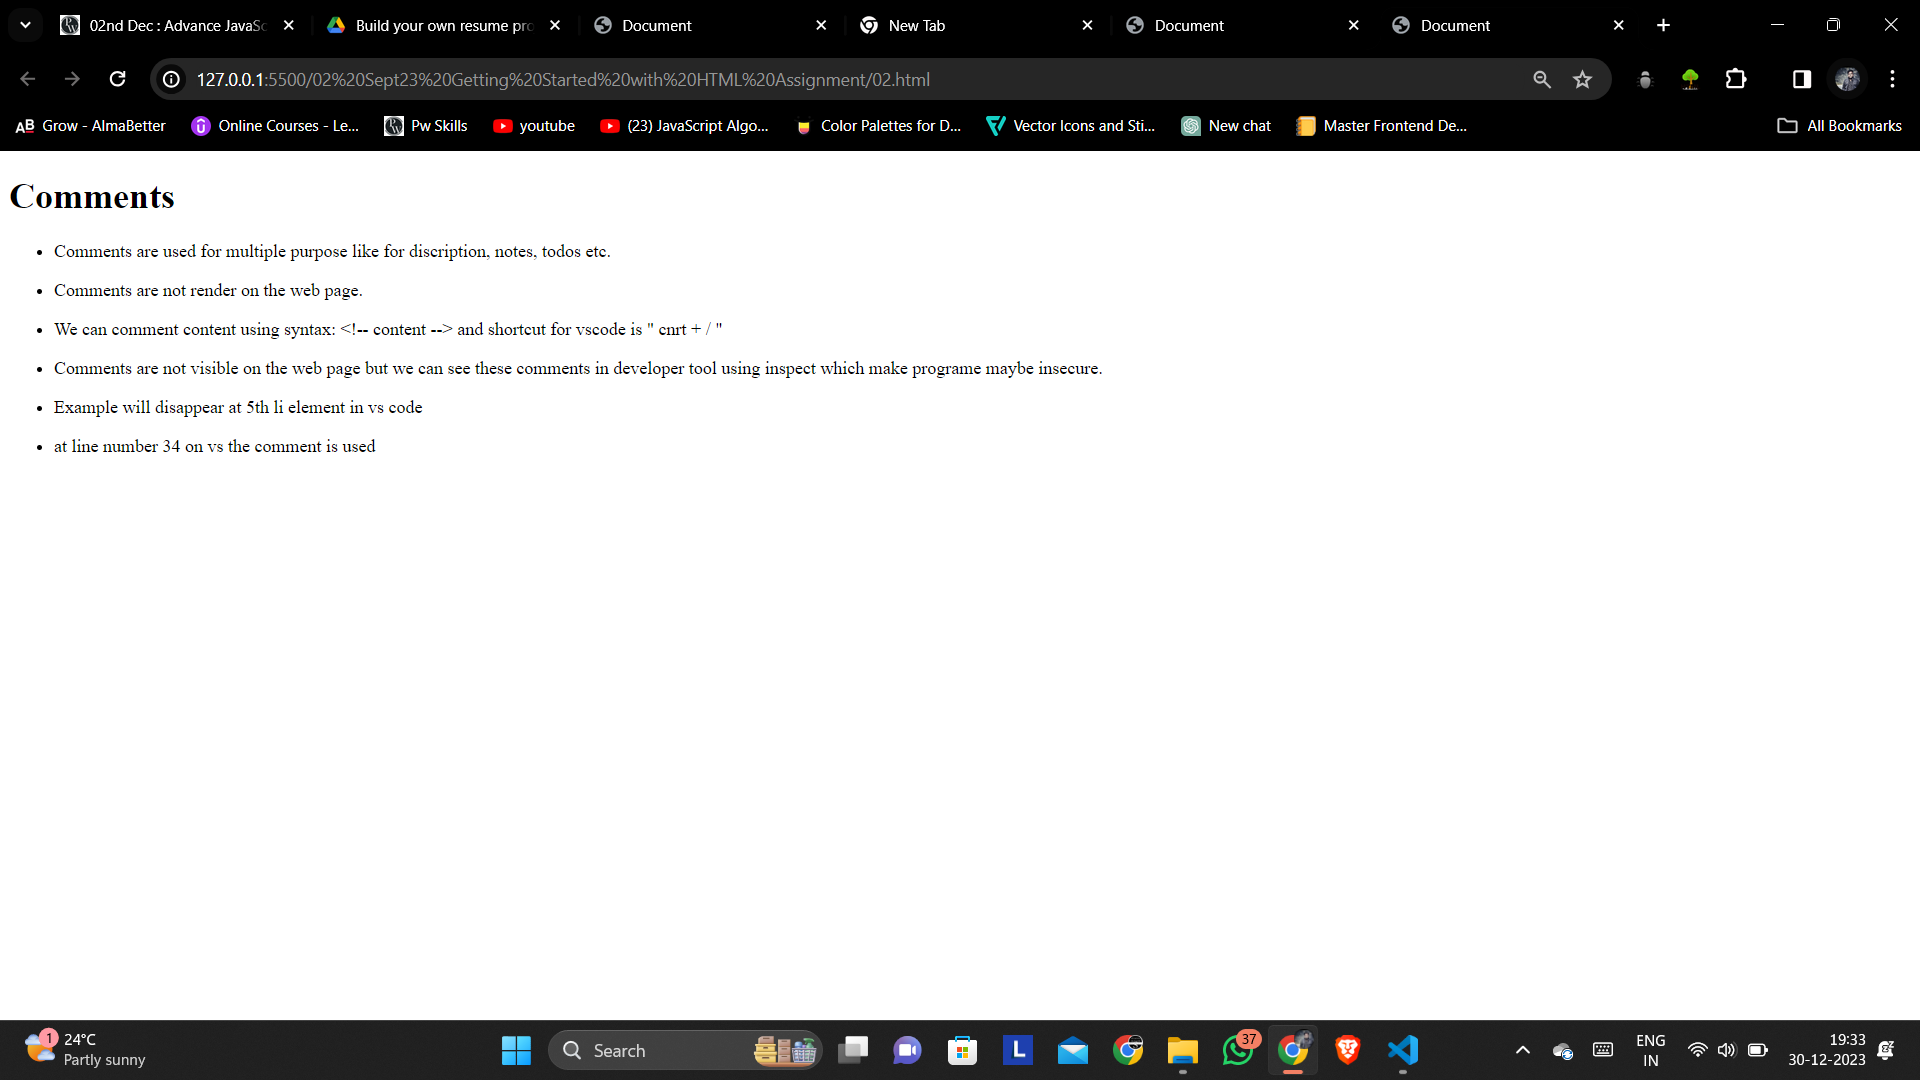 02nd Dec : Advance JavaSc
Build your own resume pro
Document
New Tab
Document
Document
127.0.0.1:5500/02%20Sept23%20Getting%20Started%20with%20HTML%20Assignment/02.html
AB Grow - AlmaBetter
Online Courses - Le...
Pw Skills
youtube
(23) JavaScript Algo...
Color Palettes for D...
Vector Icons and Sti...
New chat
Master Frontend De...
All Bookmarks
Comments
Comments are used for multiple purpose like for discription, notes, todos etc.
Comments are not render on the web page.
We can comment content using syntax: <!-- content --> and shortcut for vscode is " cnrt + / "
Comments are not visible on the web page but we can see these comments in developer tool using inspect which make programe maybe insecure.
Example will disappear at 5th li element in vs code
at line number 34 on vs the comment is used
1
24°C
Partly sunny
Search
L
37
ENG
IN
19:33
30-12-2023